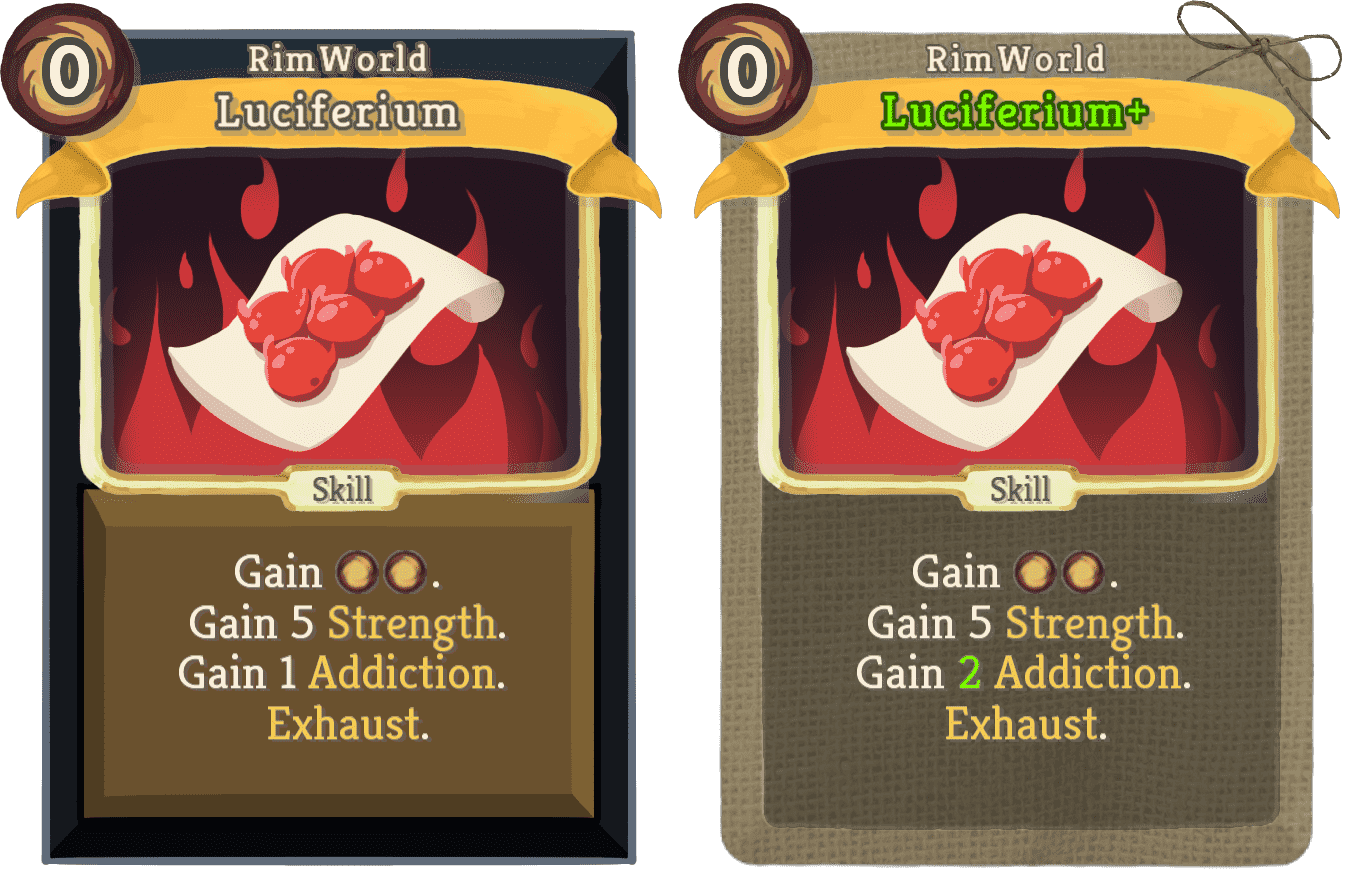 0
RimWorld
Luciferium
Skill
Gain .
Gain 5 Strength.
Gain 1 Addiction.
Exhaust.
0
RimWorld
Luciferium+
Skill
Gain .
Gain 5 Strength.
Gain 2 Addiction.
Exhaust.